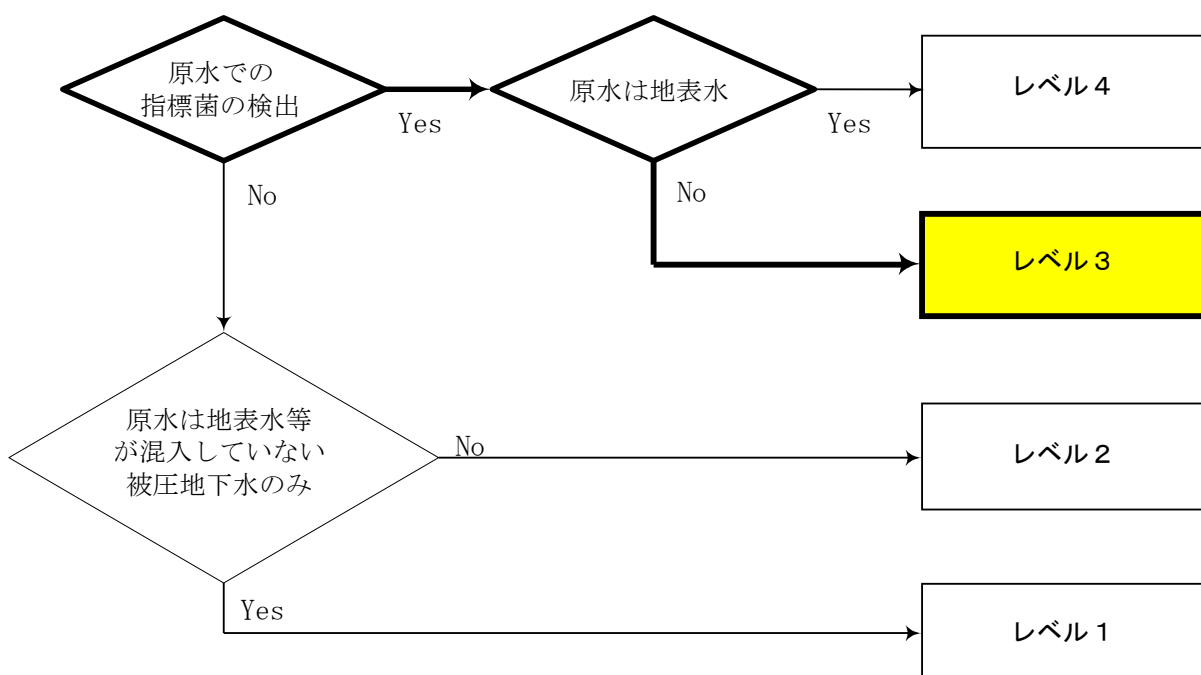 原水での
指標菌の検出
Yes
原水は地表水
Yes
レベル４
No
No
レベル３
原水は地表水等
が混入していない
被圧地下水のみ
No
レベル２
Yes
レベル１